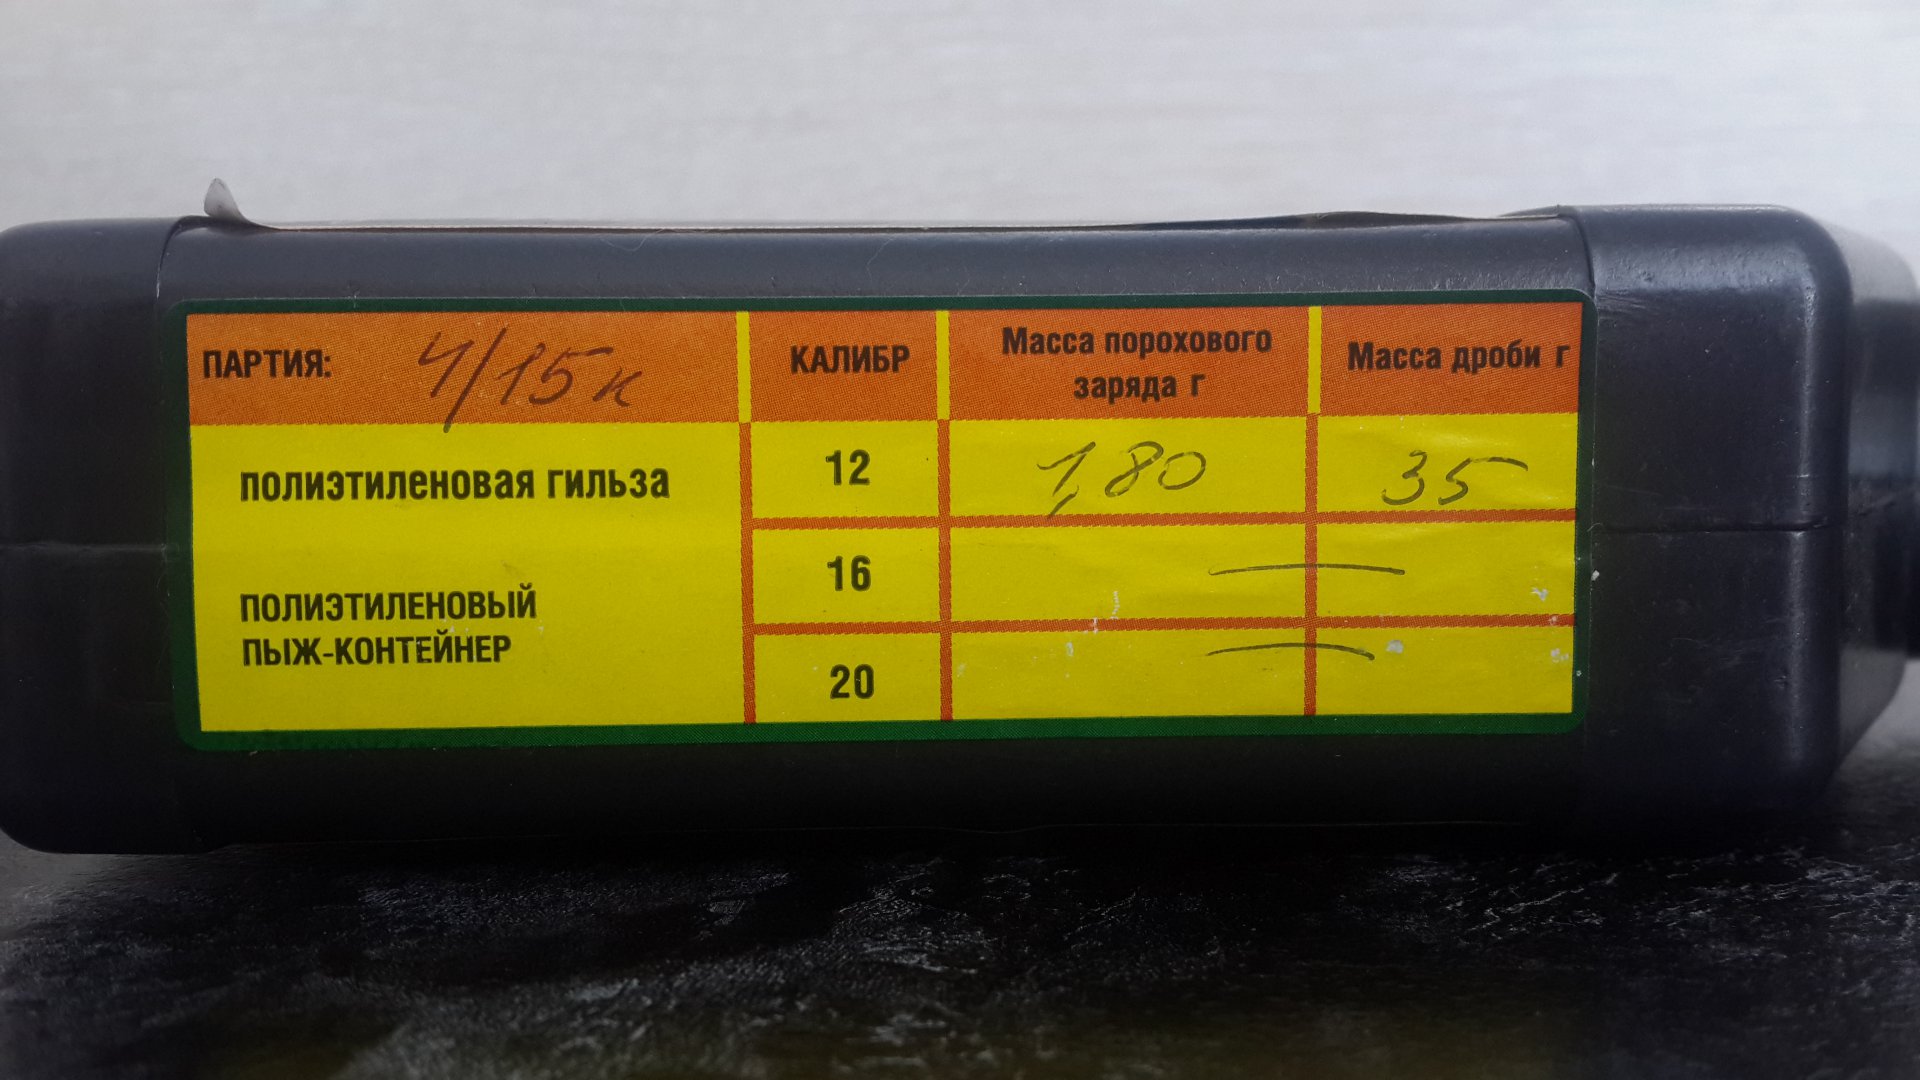 ПАРТИЯ: 4/15к КАЛИБР Масса порохового заряда г Масса дроби г
ПОЛИЭТИЛЕНОВАЯ ГИЛЬЗА 12 1,80 35
16 — —
ПОЛИЭТИЛЕНОВЫЙ
ПЫЖ-КОНТЕЙНЕР
20 — —